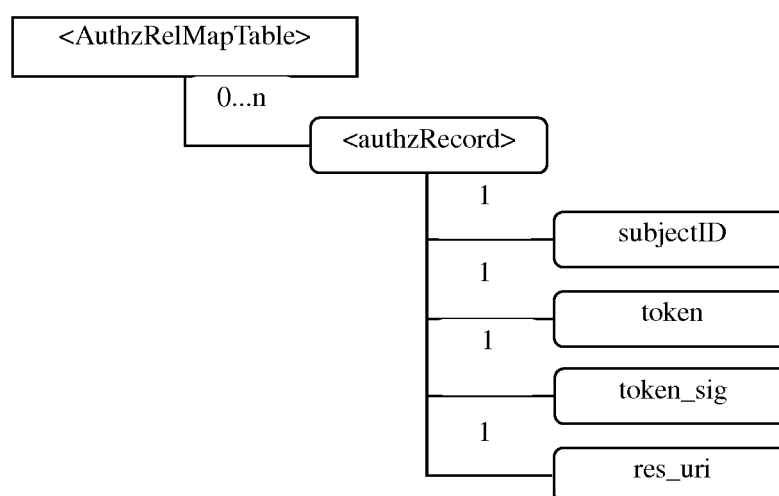 <AuthzRelMapTable>
0...n
<authzRecord>
1
subjectID
1
token
1
token_sig
1
res_uri